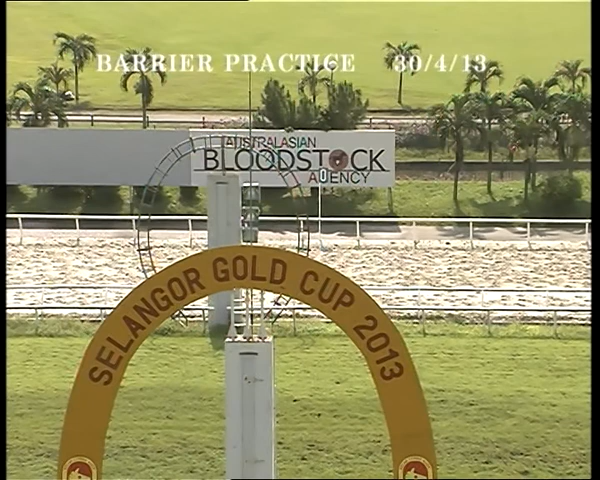 BARRIER PRACTICE 30/4/13
AUSTRALASIAN
BLOODSTOCK
AGENCY
SELANGOR GOLD CUP 2013